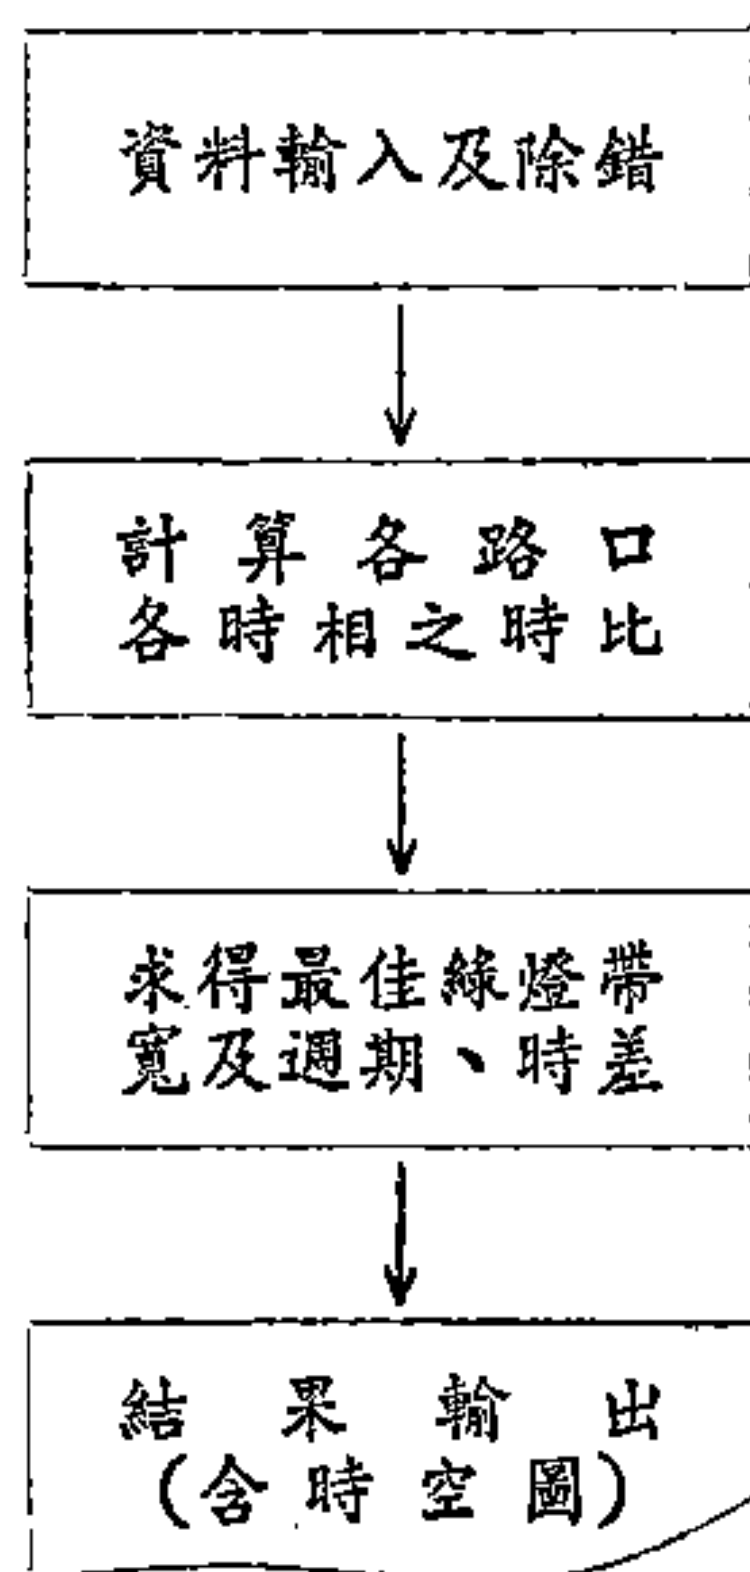 資料輸入及除錯
計算各路口
各時相之時比
求得最佳綠燈帶
寬及週期、時差
結果輸出
(含時空圖)